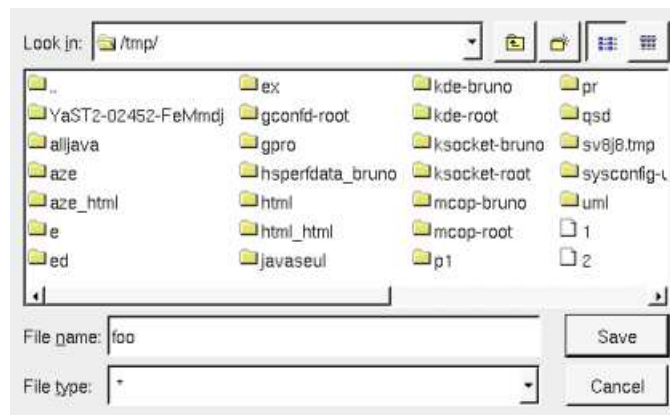 Look in: /tmp/
.. ex kde-bruno pr
YaST2-02452-FeMmdj gconfd-root kde-root qsd
alljava gpro ksocket-bruno sv8j8.tmp
aze hsperfdata_bruno ksocket-root sysconfig-u
aze_html html mcop-bruno uml
e html_html mcop-root 1
ed javaseul p1 2
File name: foo Save
File type: * Cancel